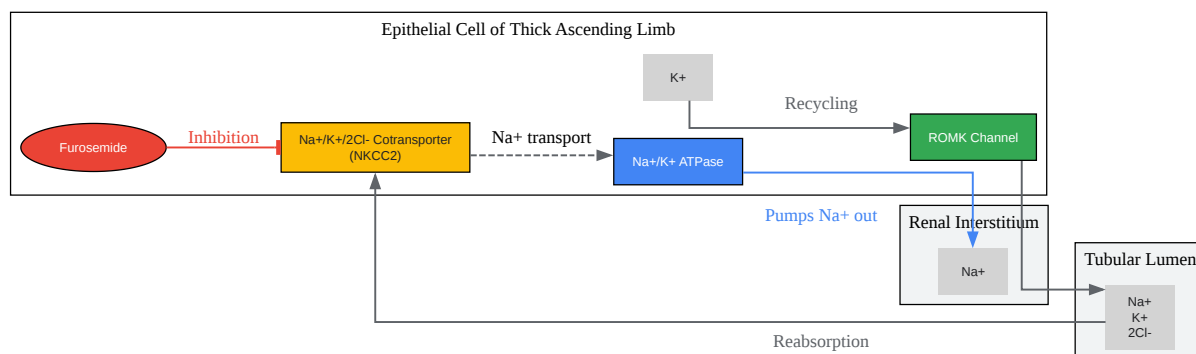 Epithelial Cell of Thick Ascending Limb
K+
Recycling
Furosemide
Inhibition
Na+/K+/2Cl- Cotransporter
(NKCC2)
Na+ transport
Na+/K+ ATPase
ROMK Channel
Pumps Na+ out
Renal Interstitium
Na+
Tubular Lumen
Na+
K+
2Cl-
Reabsorption